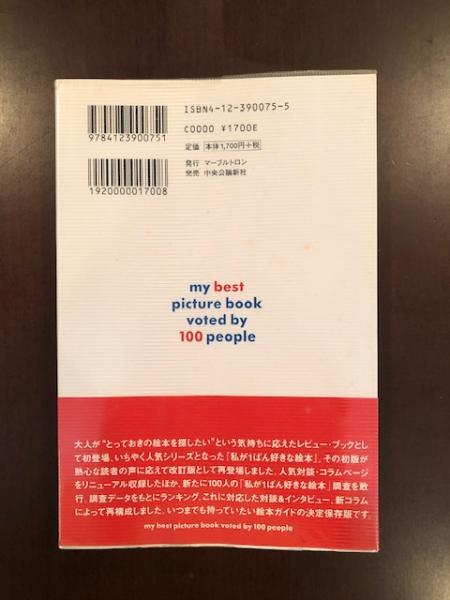 ISBN4-12-390075-5
9784123900751
C0000 ¥1700E
定価 本体1,700円+税
発行 マーブルトロン
発売 中央公論新社
1920000017008
my best
picture book
voted by
100 people
大人が“とっておきの絵本を探したい”という気持ちに応えたレビュー・ブックとし
て初登場、いちやく人気シリーズとなった「私が1ばん好きな絵本」。その初版が
熱心な読者の声に応えて改訂版として再登場しました。人気対談・コラムページ
をリニューアル収録したほか、新たに100人の「私が1ばん好きな絵本」調査を敢
行。調査データをもとにランキング、これに対応した対談&インタビュー、新コラム
によって再構成しました。いつまでも持っていたい絵本ガイドの決定保存版です。
my best picture book voted by 100 people